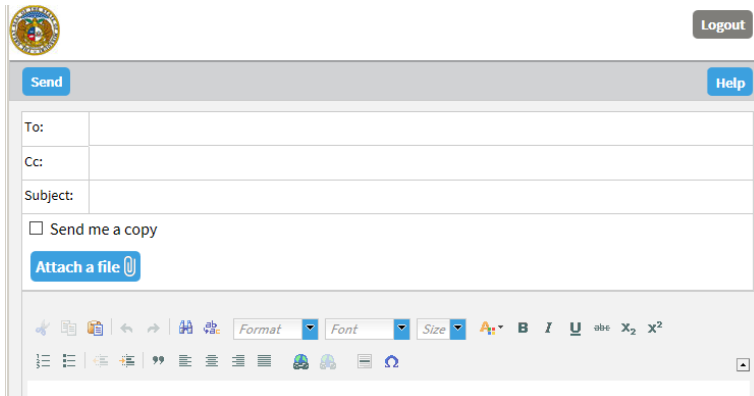 Logout
Send Help
To:
Cc:
Subject:
Send me a copy
Attach a file
Format Font Size A B I U abc X₂ X²
Ω